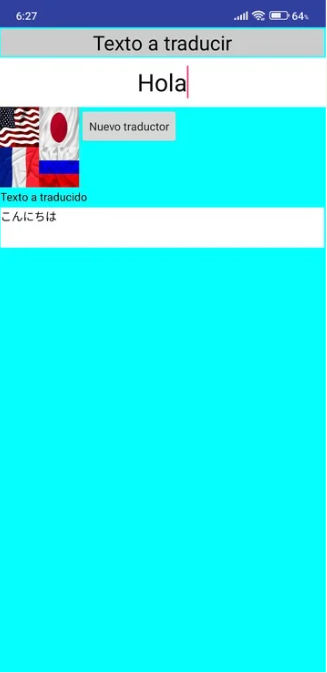 6:27
64%
Texto a traducir
Hola
Nuevo traductor
Texto a traducido
こんにちは